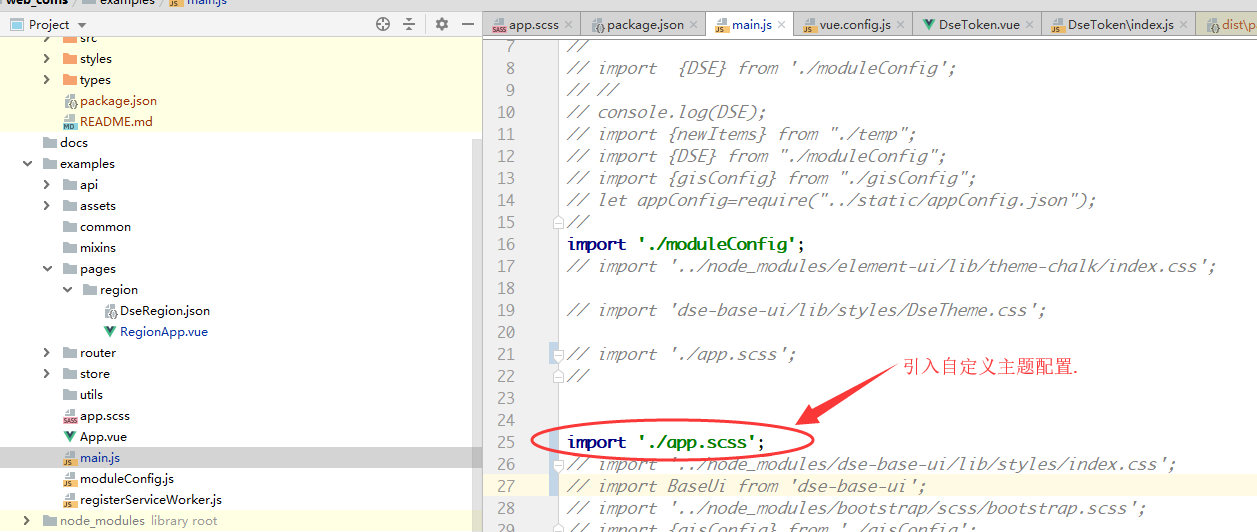 web_coms examples main.js
Project
src
styles
types
package.json
README.md
docs
examples
api
assets
common
mixins
pages
region
DseRegion.json
RegionApp.vue
router
store
utils
app.scss
App.vue
main.js
moduleConfig.js
registerServiceWorker.js
node_modules library root
app.scss package.json main.js vue.config.js DseToken.vue DseToken\index.js dist\p
7 //
8 // import {DSE} from './moduleConfig';
9 // //
10 // console.log(DSE);
11 // import {newItems} from "./temp";
12 // import {DSE} from "./moduleConfig";
13 // import {gisConfig} from "./gisConfig";
14 // let appConfig=require("../static/appConfig.json");
15 //
16 import './moduleConfig';
17 // import '../node_modules/element-ui/lib/theme-chalk/index.css';
18
19 // import 'dse-base-ui/lib/styles/DseTheme.css';
20
21 // import './app.scss';
22 //
23
24
25 import './app.scss';
26 // import '../node_modules/dse-base-ui/lib/styles/index.css';
27 // import BaseUi from 'dse-base-ui';
28 // import '../node_modules/bootstrap/scss/bootstrap.scss';
29 // import {gisConfig} from './gisConfig';
引入自定义主题配置.